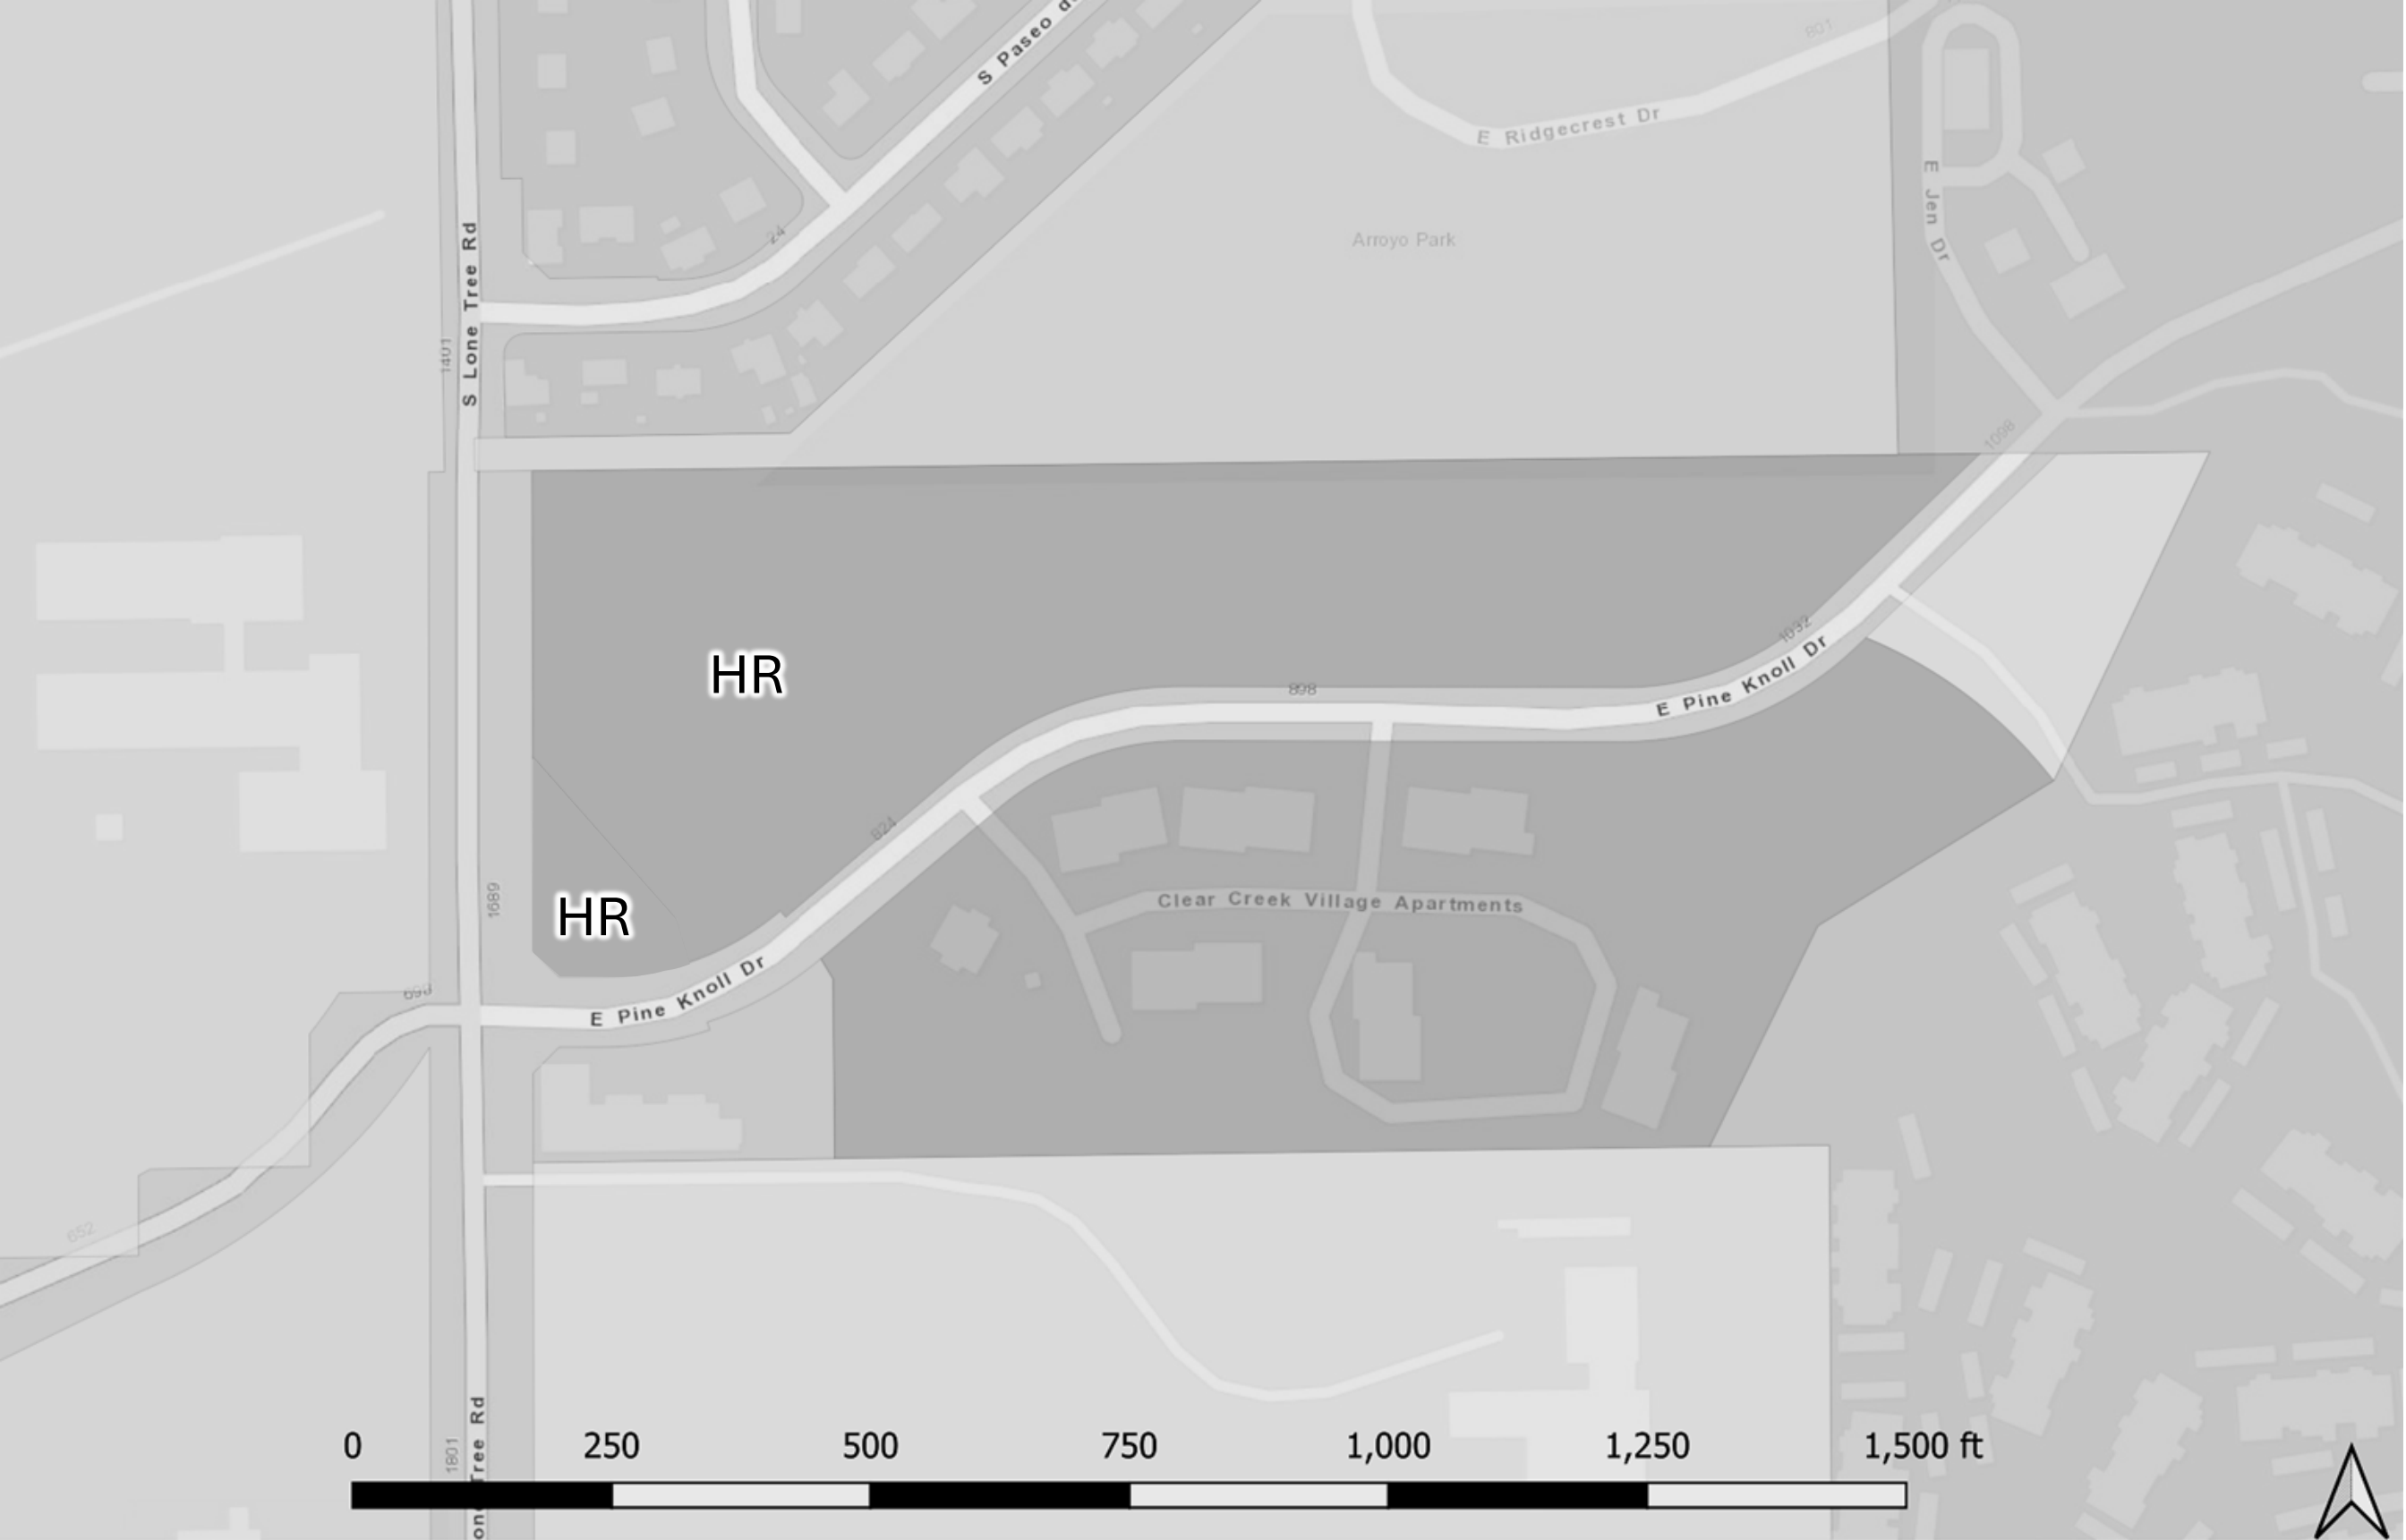 S Paseo d
801
E Ridgecrest Dr
E Jen Dr
24
S Lone Tree Rd
1401
Arroyo Park
1098
HR
1032
E Pine Knoll Dr
898
824
1689
HR
Clear Creek Village Apartments
693
E Pine Knoll Dr
652
Tree Rd
1801
0 250 500 750 1,000 1,250 1,500 ft